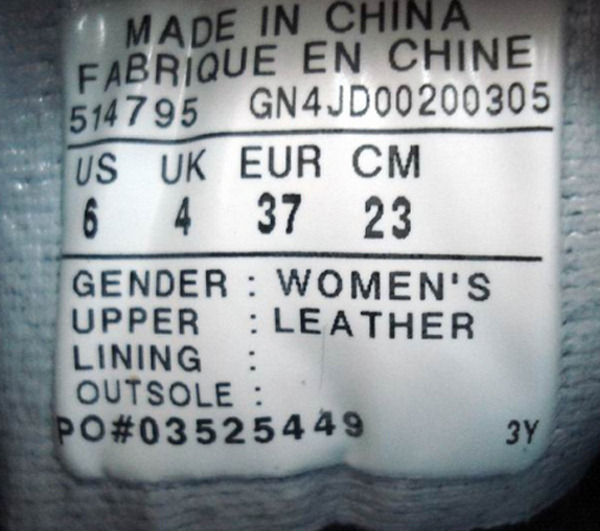 MADE IN CHINA
FABRIQUE EN CHINE
514795 GN4JD00200305
US UK EUR CM
6 4 37 23
GENDER : WOMEN'S
UPPER : LEATHER
LINING :
OUTSOLE :
PO#03525449 3Y